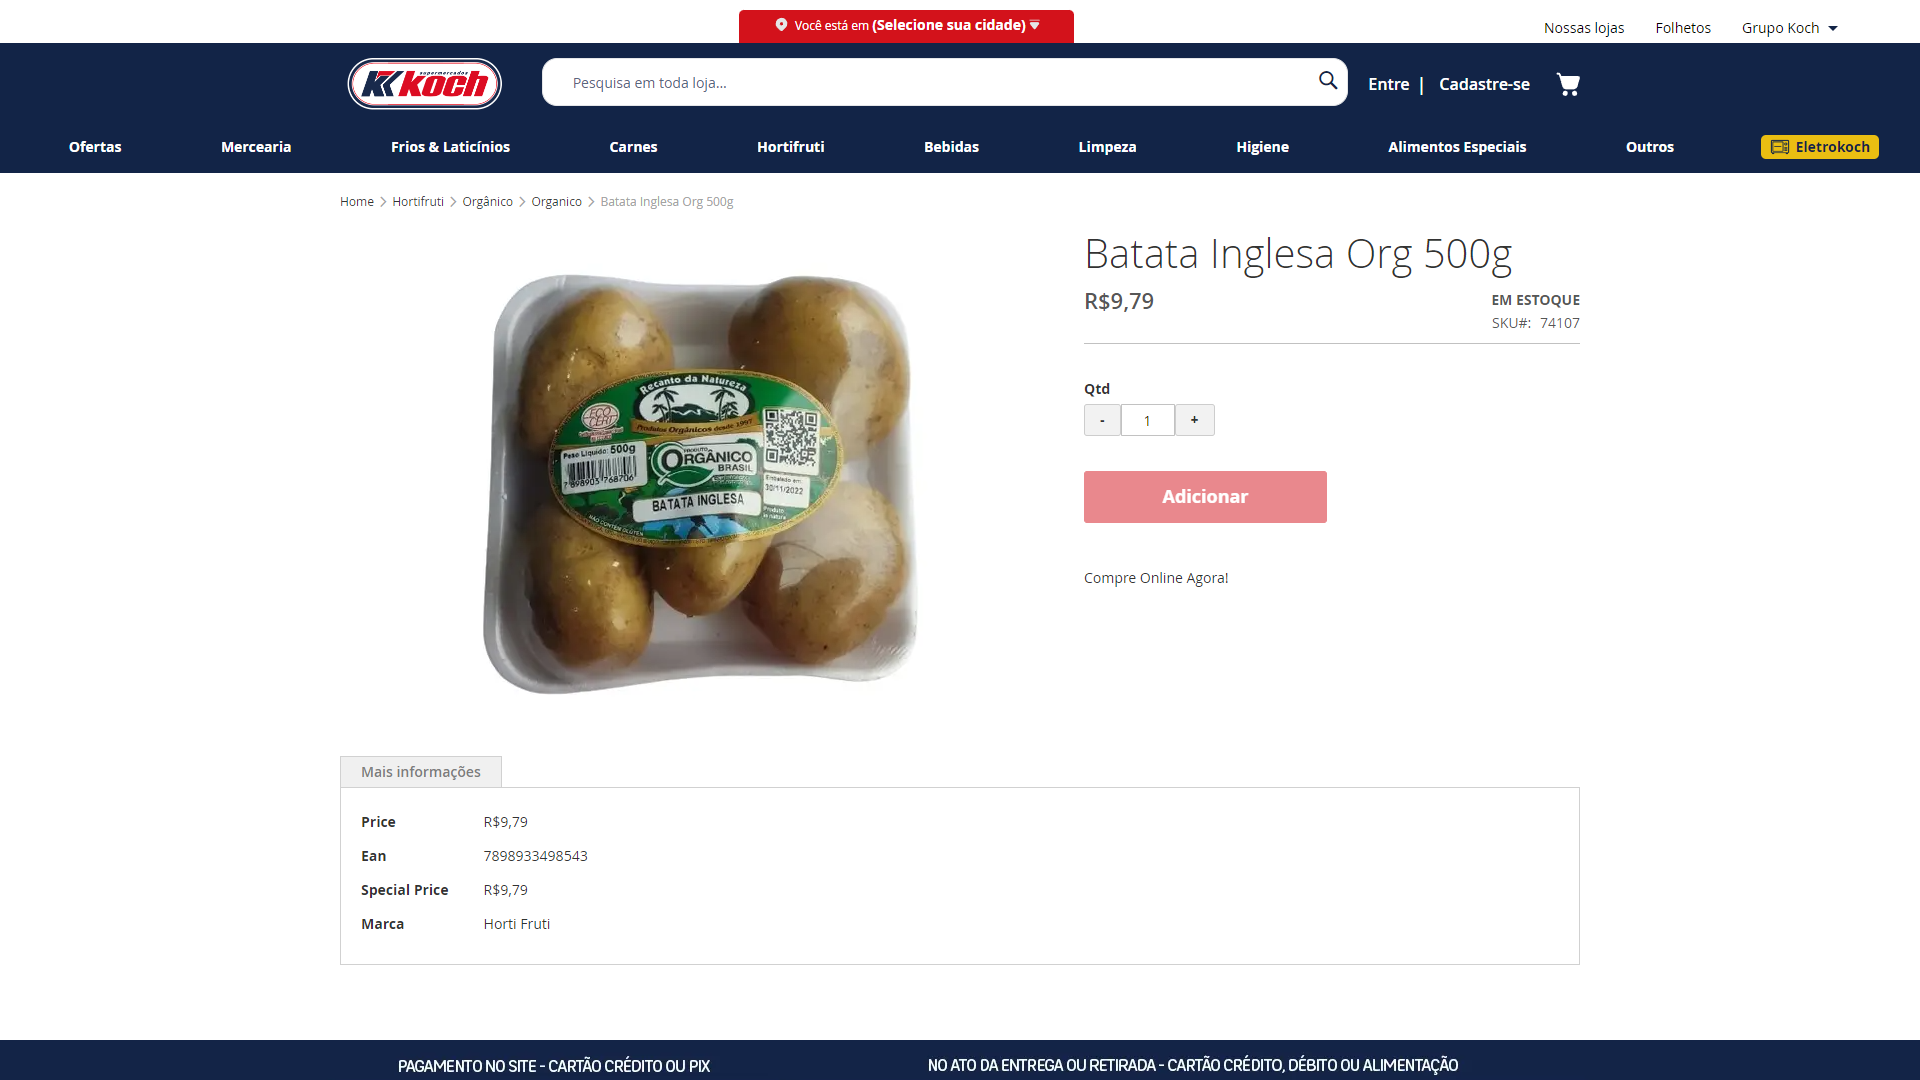 Você está em (Selecione sua cidade)
Nossas lojas
Folhetos
Grupo Koch
supermercados
Koch
Pesquisa em toda loja...
Entre |
Cadastre-se
Ofertas
Mercearia
Frios & Laticínios
Carnes
Hortifruti
Bebidas
Limpeza
Higiene
Alimentos Especiais
Outros
Eletrokoch
Home
Hortifruti
Orgânico
Organico
Batata Inglesa Org 500g
Recanto da Natureza
Produtos Orgânicos desde 1997
ECO
CERT
Peso Líquido: 500g
7898903768706
PRODUTO
ORGÂNICO
BRASIL
Embalado em:
30/11/2022
BATATA INGLESA
Produto
in natura
NÃO CONTÉM GLÚTEN
Batata Inglesa Org 500g
R$9,79
EM ESTOQUE
SKU#: 74107
Qtd
- 1 +
Adicionar
Compre Online Agora!
Mais informações
Price R$9,79
Ean 7898933498543
Special Price R$9,79
Marca Horti Fruti
PAGAMENTO NO SITE - CARTÃO CRÉDITO OU PIX
NO ATO DA ENTREGA OU RETIRADA - CARTÃO CRÉDITO, DÉBITO OU ALIMENTAÇÃO